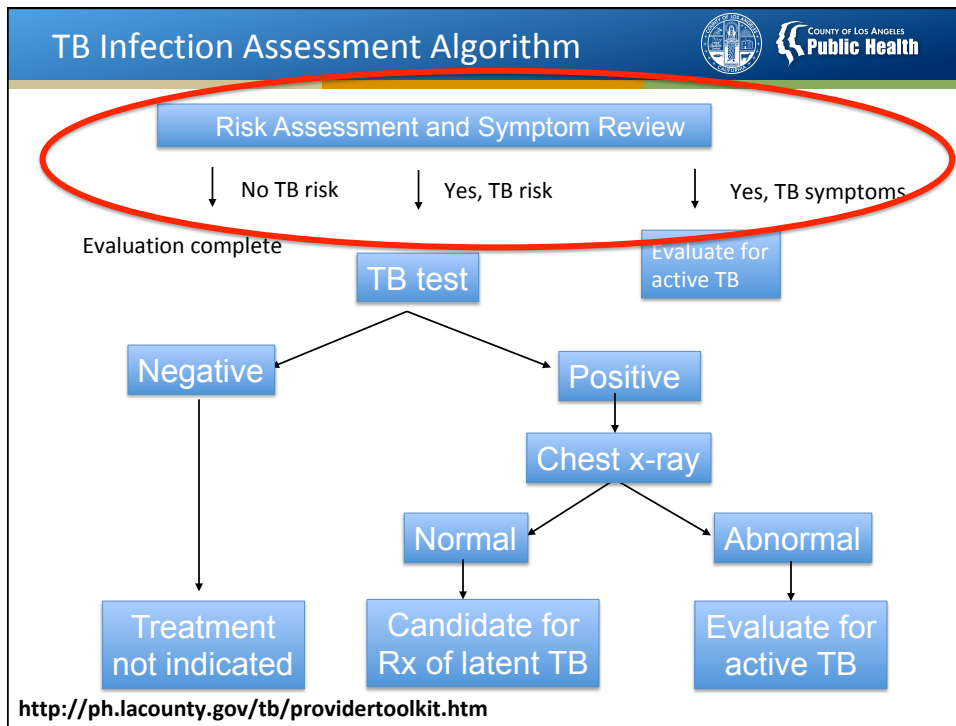 TB Infection Assessment Algorithm
COUNTY OF LOS ANGELES
Public Health
Risk Assessment and Symptom Review
No TB risk
Yes, TB risk
Yes, TB symptoms
Evaluation complete
Evaluate for
active TB
TB test
Negative
Positive
Chest x-ray
Normal
Abnormal
Treatment
not indicated
Candidate for
Rx of latent TB
Evaluate for
active TB
http://ph.lacounty.gov/tb/providertoolkit.htm